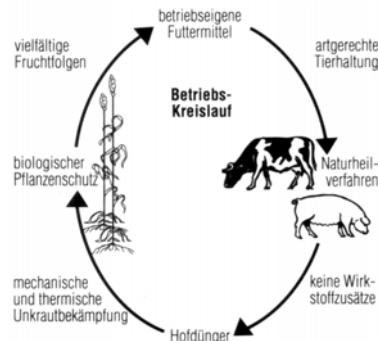 betriebseigene
Futtermittel
vielfältige
Fruchtfolgen
artgerechte
Tierhaltung
Betriebs-
Kreislauf
biologischer
Pflanzenschutz
Naturheil-
verfahren
mechanische
und thermische
Unkrautbekämpfung
keine Wirk-
stoffzusätze
Hofdünger